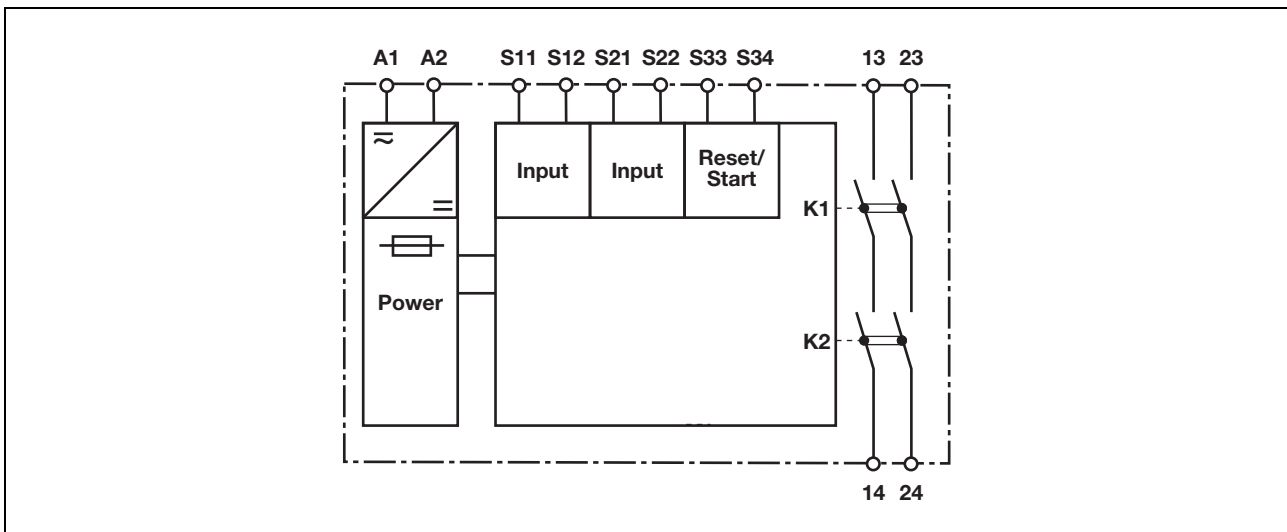 A1 A2 S11 S12 S21 S22 S33 S34 13 23
Input Input Reset/
Start
K1
Power
K2
14 24